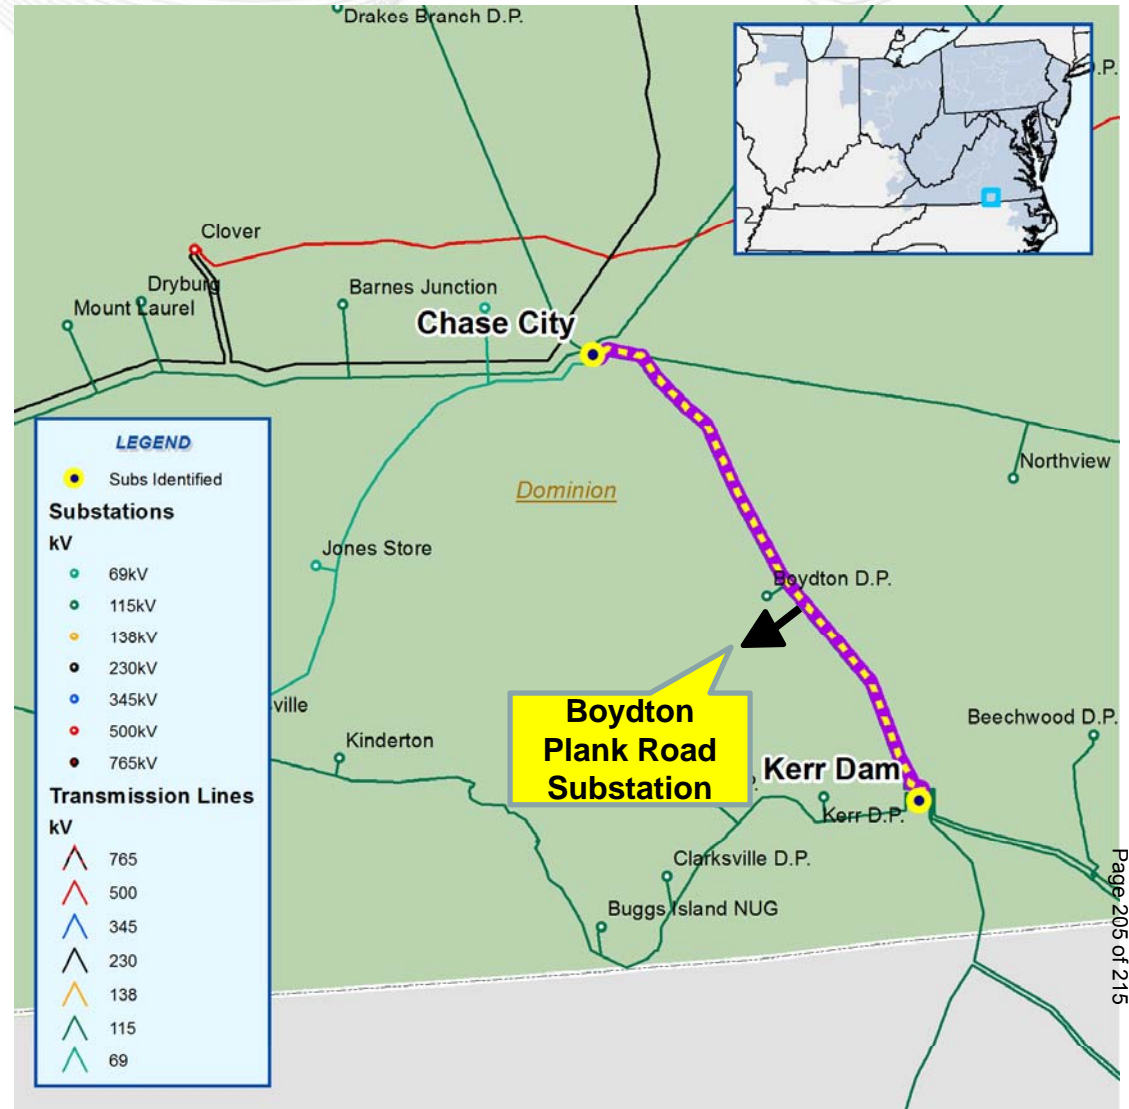 Drakes Branch D.P.
.P.
Clover
Dryburg
Mount Laurel
Barnes Junction
Chase City
LEGEND
Subs Identified
Substations
kV
69kV
115kV
138kV
230kV
345kV
500kV
765kV
Transmission Lines
kV
765
500
345
230
138
115
69
Northview
Dominion
Jones Store
Boydton D.P.
ville
Boydton
Plank Road
Substation
Kinderton
Beechwood D.P.
Kerr Dam
P.
Kerr D.P.
Clarksville D.P.
Buggs Island NUG
Page 205 of 215